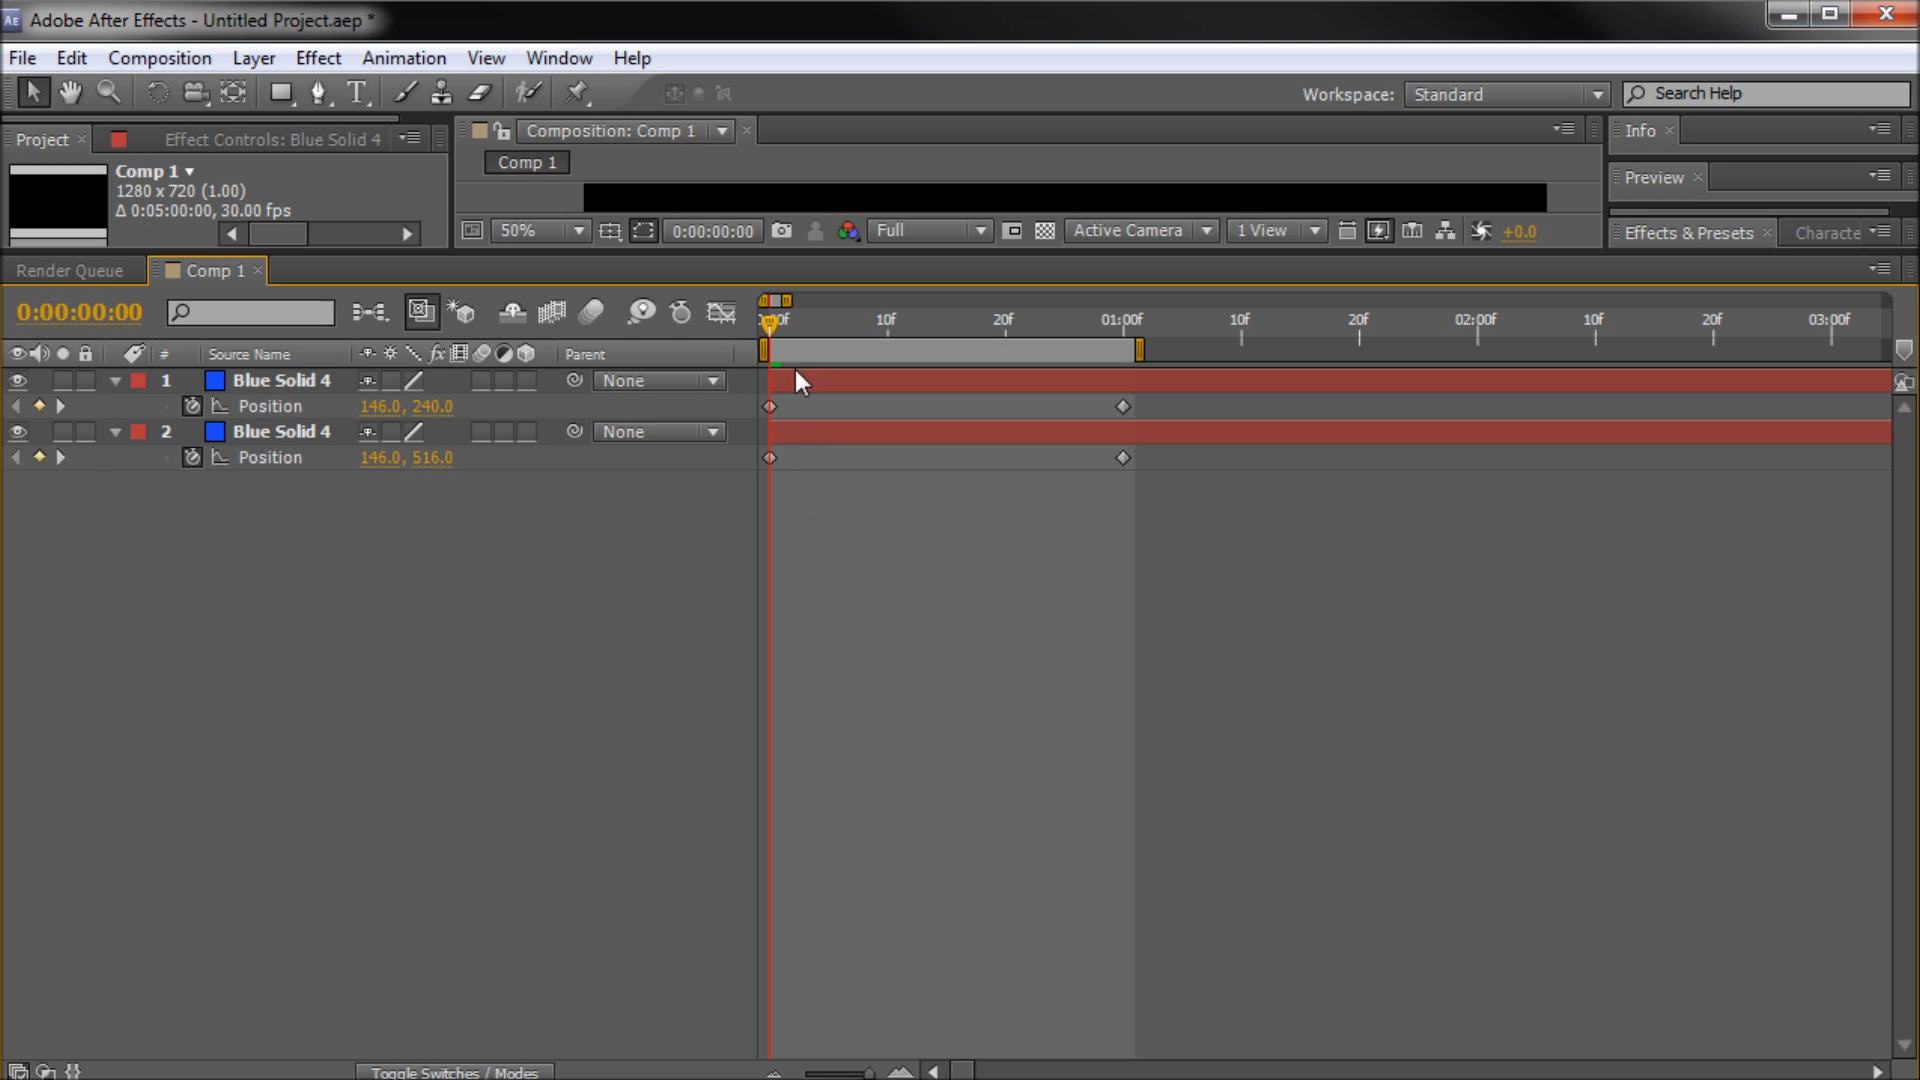 Adobe After Effects - Untitled Project.aep *
File Edit Composition Layer Effect Animation View Window Help
Workspace: Standard Search Help
Project Effect Controls: Blue Solid 4 Composition: Comp 1 Info
Comp 1
1280 x 720 (1.00)
Δ 0:05:00:00, 30.00 fps
Comp 1
Preview
50% 0:00:00:00 Full Active Camera 1 View +0.0
Effects & Presets Characte
Render Queue Comp 1
0:00:00:00
10f 20f 01:00f 10f 20f 02:00f 10f 20f 03:00f
# Source Name fx Parent
1 Blue Solid 4 None
Position 146.0, 240.0
2 Blue Solid 4 None
Position 146.0, 516.0
Toggle Switches / Modes